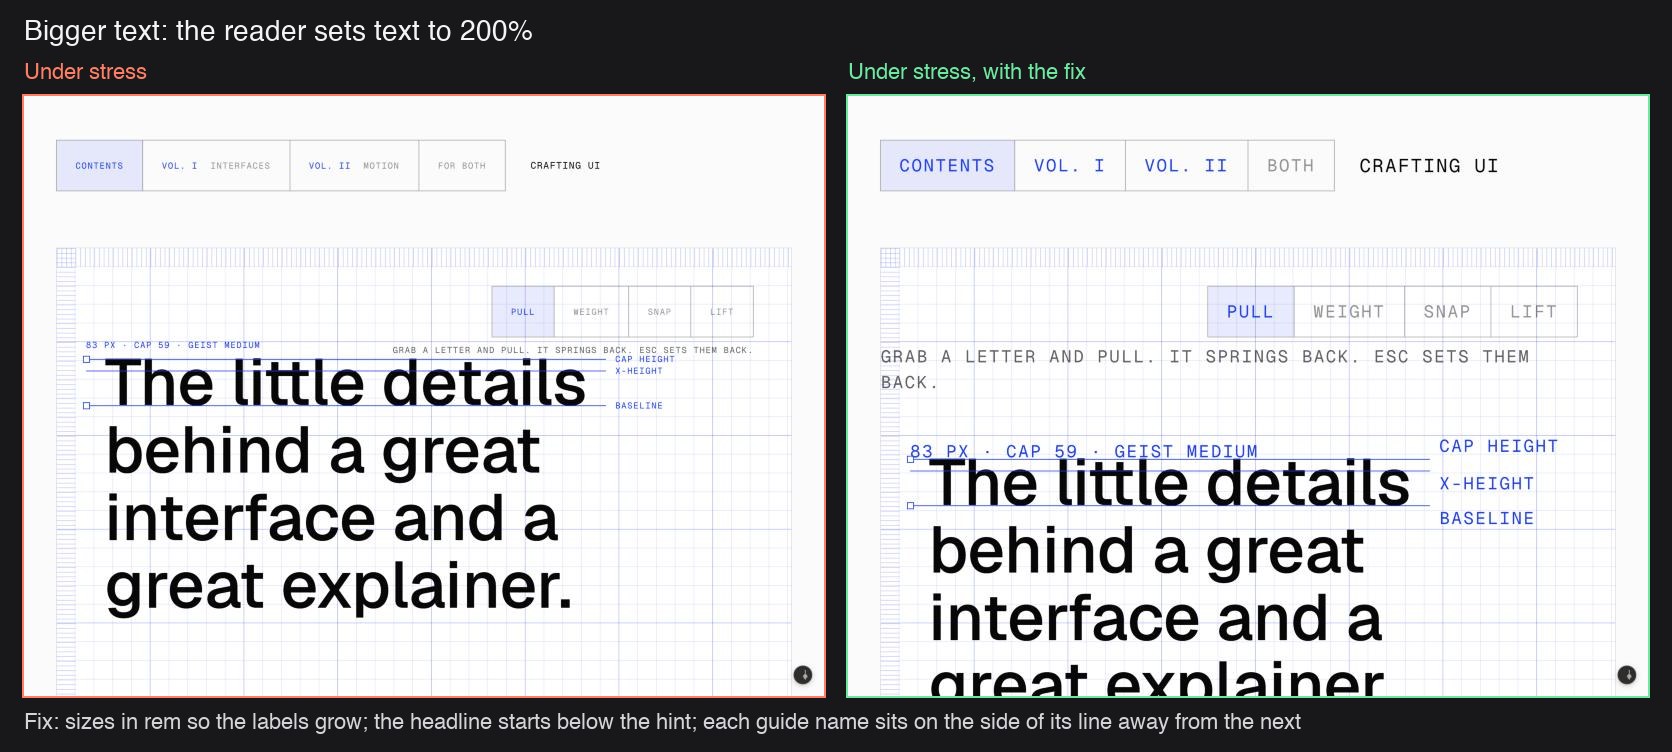 Bigger text: the reader sets text to 200%
Under stress
CONTENTS
VOL. I INTERFACES
VOL. II MOTION
FOR BOTH
CRAFTING UI
PULL
WEIGHT
SNAP
LIFT
83 PX · CAP 59 · GEIST MEDIUM
GRAB A LETTER AND PULL. IT SPRINGS BACK. ESC SETS THEM BACK.
CAP HEIGHT
X-HEIGHT
BASELINE
The little details
behind a great
interface and a
great explainer.
Under stress, with the fix
CONTENTS
VOL. I
VOL. II
BOTH
CRAFTING UI
PULL
WEIGHT
SNAP
LIFT
GRAB A LETTER AND PULL. IT SPRINGS BACK. ESC SETS THEM
BACK.
83 PX · CAP 59 · GEIST MEDIUM
CAP HEIGHT
X-HEIGHT
BASELINE
The little details
behind a great
interface and a
great explainer
Fix: sizes in rem so the labels grow; the headline starts below the hint; each guide name sits on the side of its line away from the next